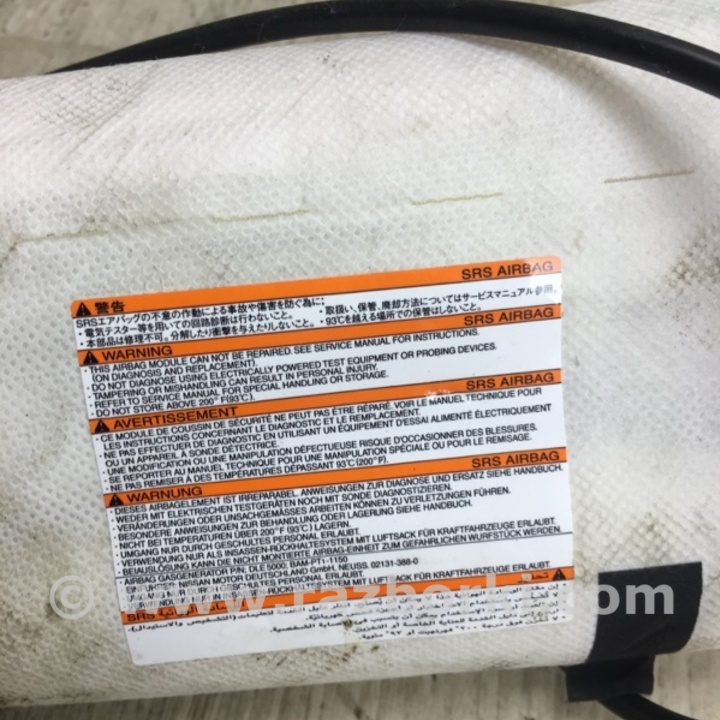 SRS AIRBAG
警告
SRSエアバッグの不意の作動による事故や傷害を防ぐ為に:
・電気テスター等を用いての回路診断は行わないこと。
・本部品は修理不可。分解したり衝撃を与えたりしないこと。
・取扱い、保管、廃却方法についてはサービスマニュアル参照。
・93℃を越える場所での保管はしないこと。
SRS AIRBAG
WARNING
・THIS AIRBAG MODULE CAN NOT BE REPAIRED. SEE SERVICE MANUAL FOR INSTRUCTIONS.
(ON DIAGNOSIS AND REPLACEMENT).
・DO NOT DIAGNOSE USING ELECTRICALLY POWERED TEST EQUIPMENT OR PROBING DEVICES.
・TAMPERING OR MISHANDLING CAN RESULT IN PERSONAL INJURY.
・REFER TO SERVICE MANUAL FOR SPECIAL HANDLING OR STORAGE.
・DO NOT STORE ABOVE 200°F(93℃).
SRS AIRBAG
AVERTISSEMENT
・CE MODULE DE COUSSIN DE SÉCURITÉ NE PEUT PAS ÊTRE RÉPARÉ. VOIR LE MANUEL TECHNIQUE POUR
LES INSTRUCTIONS CONCERNANT LE DIAGNOSTIC ET LE REMPLACEMENT.
・NE PAS EFFECTUER DE DIAGNOSTIC EN UTILISANT UN ÉQUIPEMENT D'ESSAI ALIMENTÉ ÉLECTRIQUEMENT
OU UN APPAREIL À SONDE DÉTECTRICE.
・UNE MODIFICATION OU UNE MANIPULATION DÉFECTUEUSE RISQUE D'OCCASIONNER DES BLESSURES.
・SE REPORTER AU MANUEL TECHNIQUE POUR UNE MANIPULATION SPÉCIALE OU POUR LE REMISAGE.
・NE PAS REMISER À DES TEMPÉRATURES DÉPASSANT 93℃(200°F).
SRS AIRBAG
WARNUNG
・DIESES AIRBAGELEMENT IST IRREPARABEL. ANWEISUNGEN ZUR DIAGNOSE UND ERSATZ SIEHE HANDBUCH.
・WEDER MIT ELEKTRISCHEN TESTGERÄTEN NOCH MIT SONDE DIAGNOSTIZIEREN.
・VERÄNDERUNGEN ODER UNSACHGEMÄSSES ARBEITEN KÖNNEN ZU VERLETZUNGEN FÜHREN.
・BESONDERE ANWEISUNGEN ZUR BEHANDLUNG ODER LAGERUNG SIEHE HANDBUCH.
・NICHT BEI TEMPERATUREN ÜBER 200°F(93℃) LAGERN.
UMGANG NUR DURCH GESCHULTES PERSONAL ERLAUBT.
・VERWENDUNG NUR ALS INSASSEN-RÜCKHALTESYSTEM MIT LUFTSACK FÜR KRAFTFAHRZEUGE ERLAUBT.
AUSLÖSUNG KANN DIE NICHT MONTIERTE AIRBAG-EINHEIT ZUM GEFÄHRLICHEN WURFSTÜCK WERDEN.
AIRBAG GASGENERATOR P/N: DLE 5000; BAM-PT1-1150
NISSAN MOTOR DEUTSCHLAND GmbH, NEUSS. 02131-388-0
SRS
© www.razborki.com